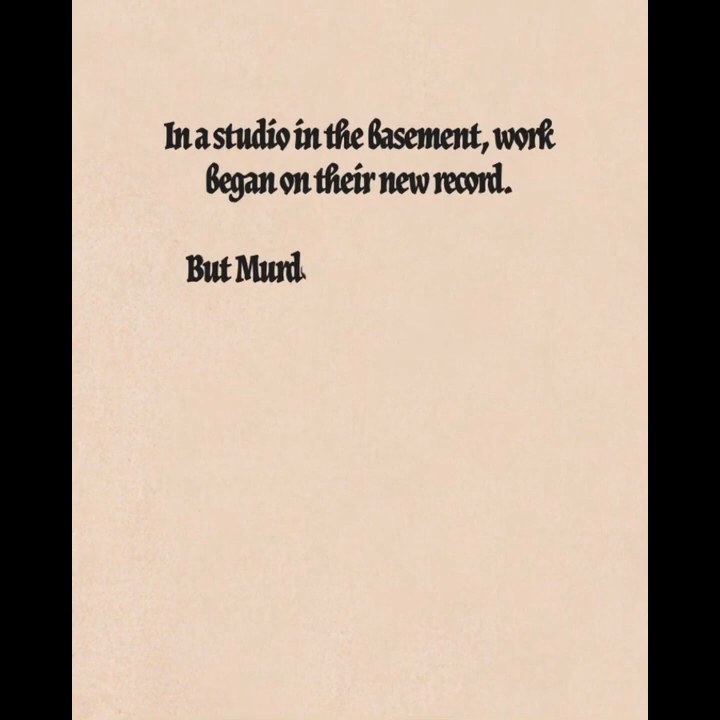 In a studio in the basement, work
began on their new record.
But Murd